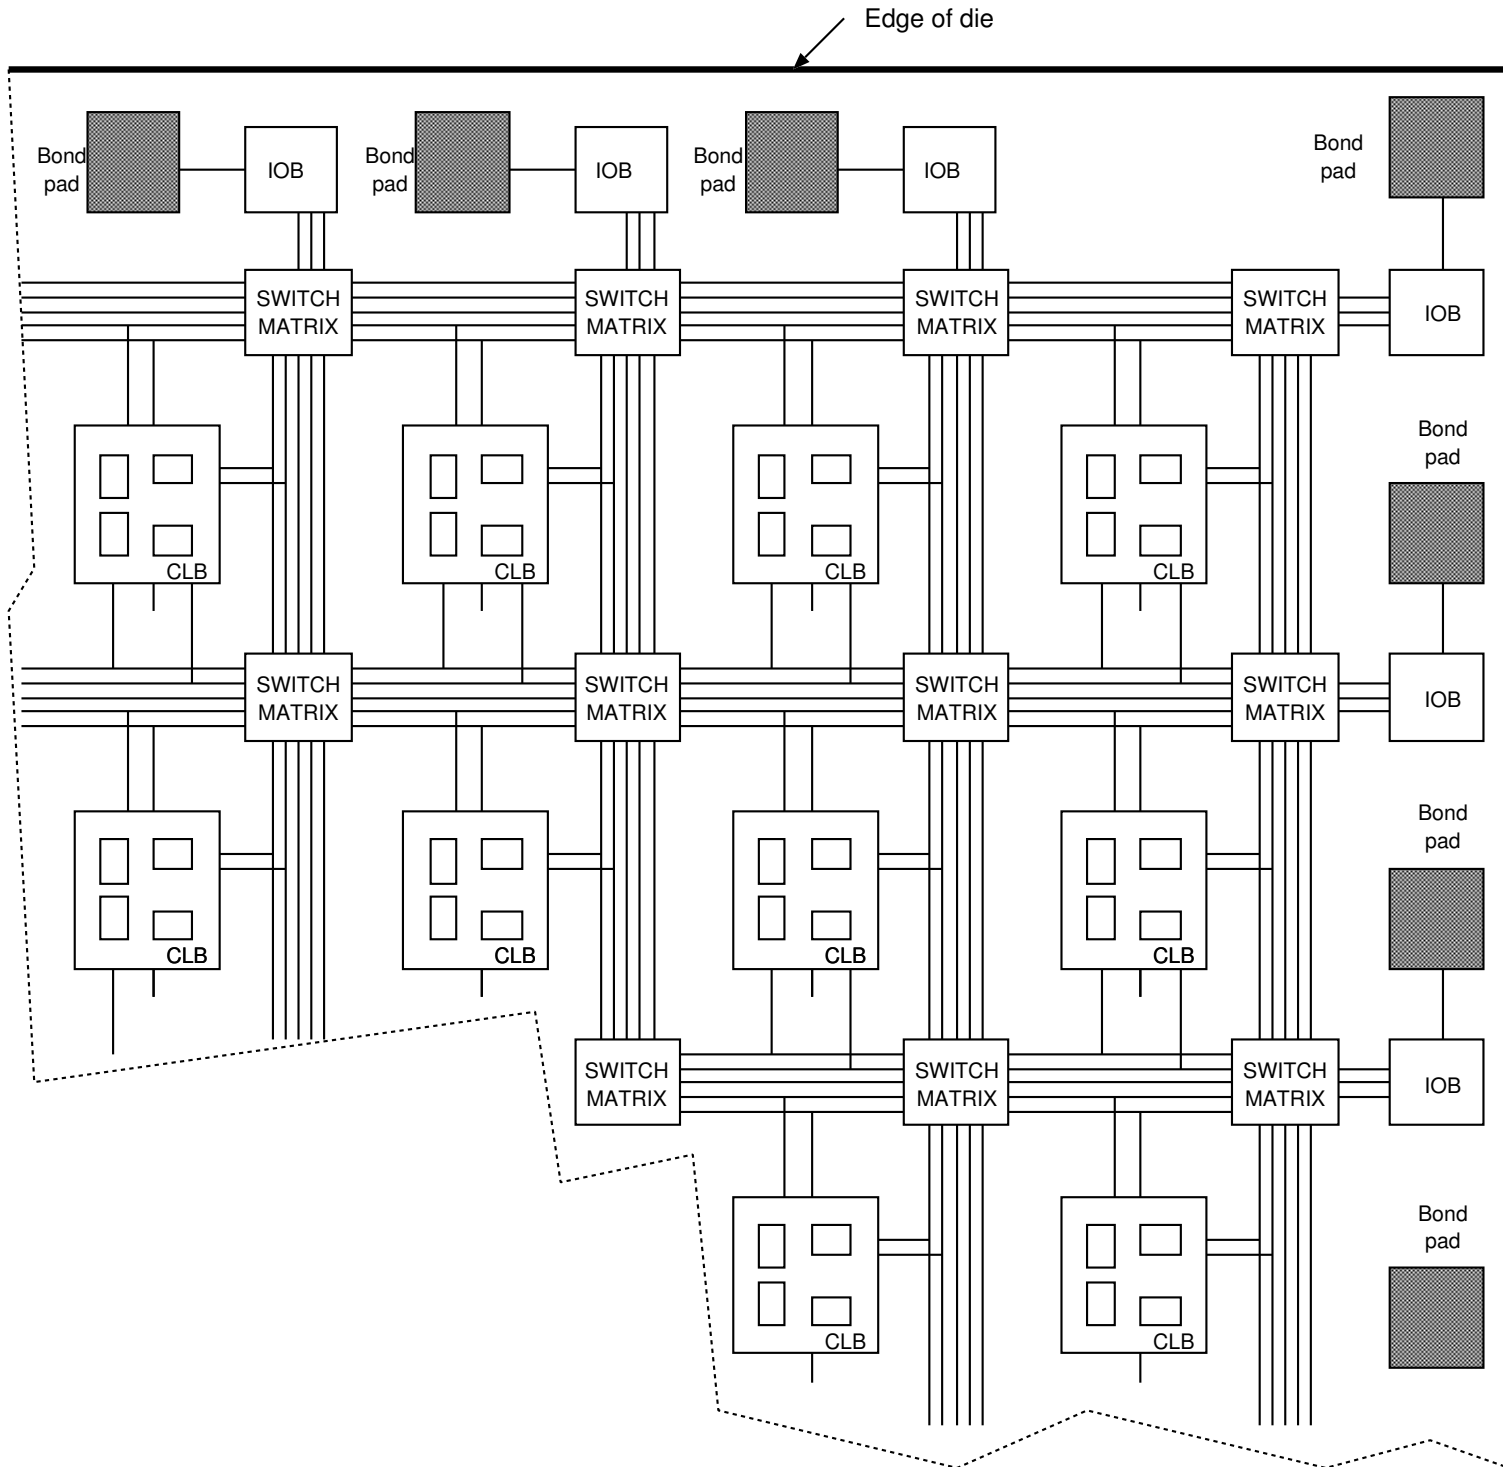 Edge of die
Bond
pad
IOB
Bond
pad
IOB
Bond
pad
IOB
Bond
pad
SWITCH
MATRIX
SWITCH
MATRIX
SWITCH
MATRIX
SWITCH
MATRIX
IOB
Bond
pad
CLB
CLB
CLB
CLB
SWITCH
MATRIX
SWITCH
MATRIX
SWITCH
MATRIX
SWITCH
MATRIX
IOB
Bond
pad
CLB
CLB
CLB
CLB
SWITCH
MATRIX
SWITCH
MATRIX
SWITCH
MATRIX
IOB
Bond
pad
CLB
CLB